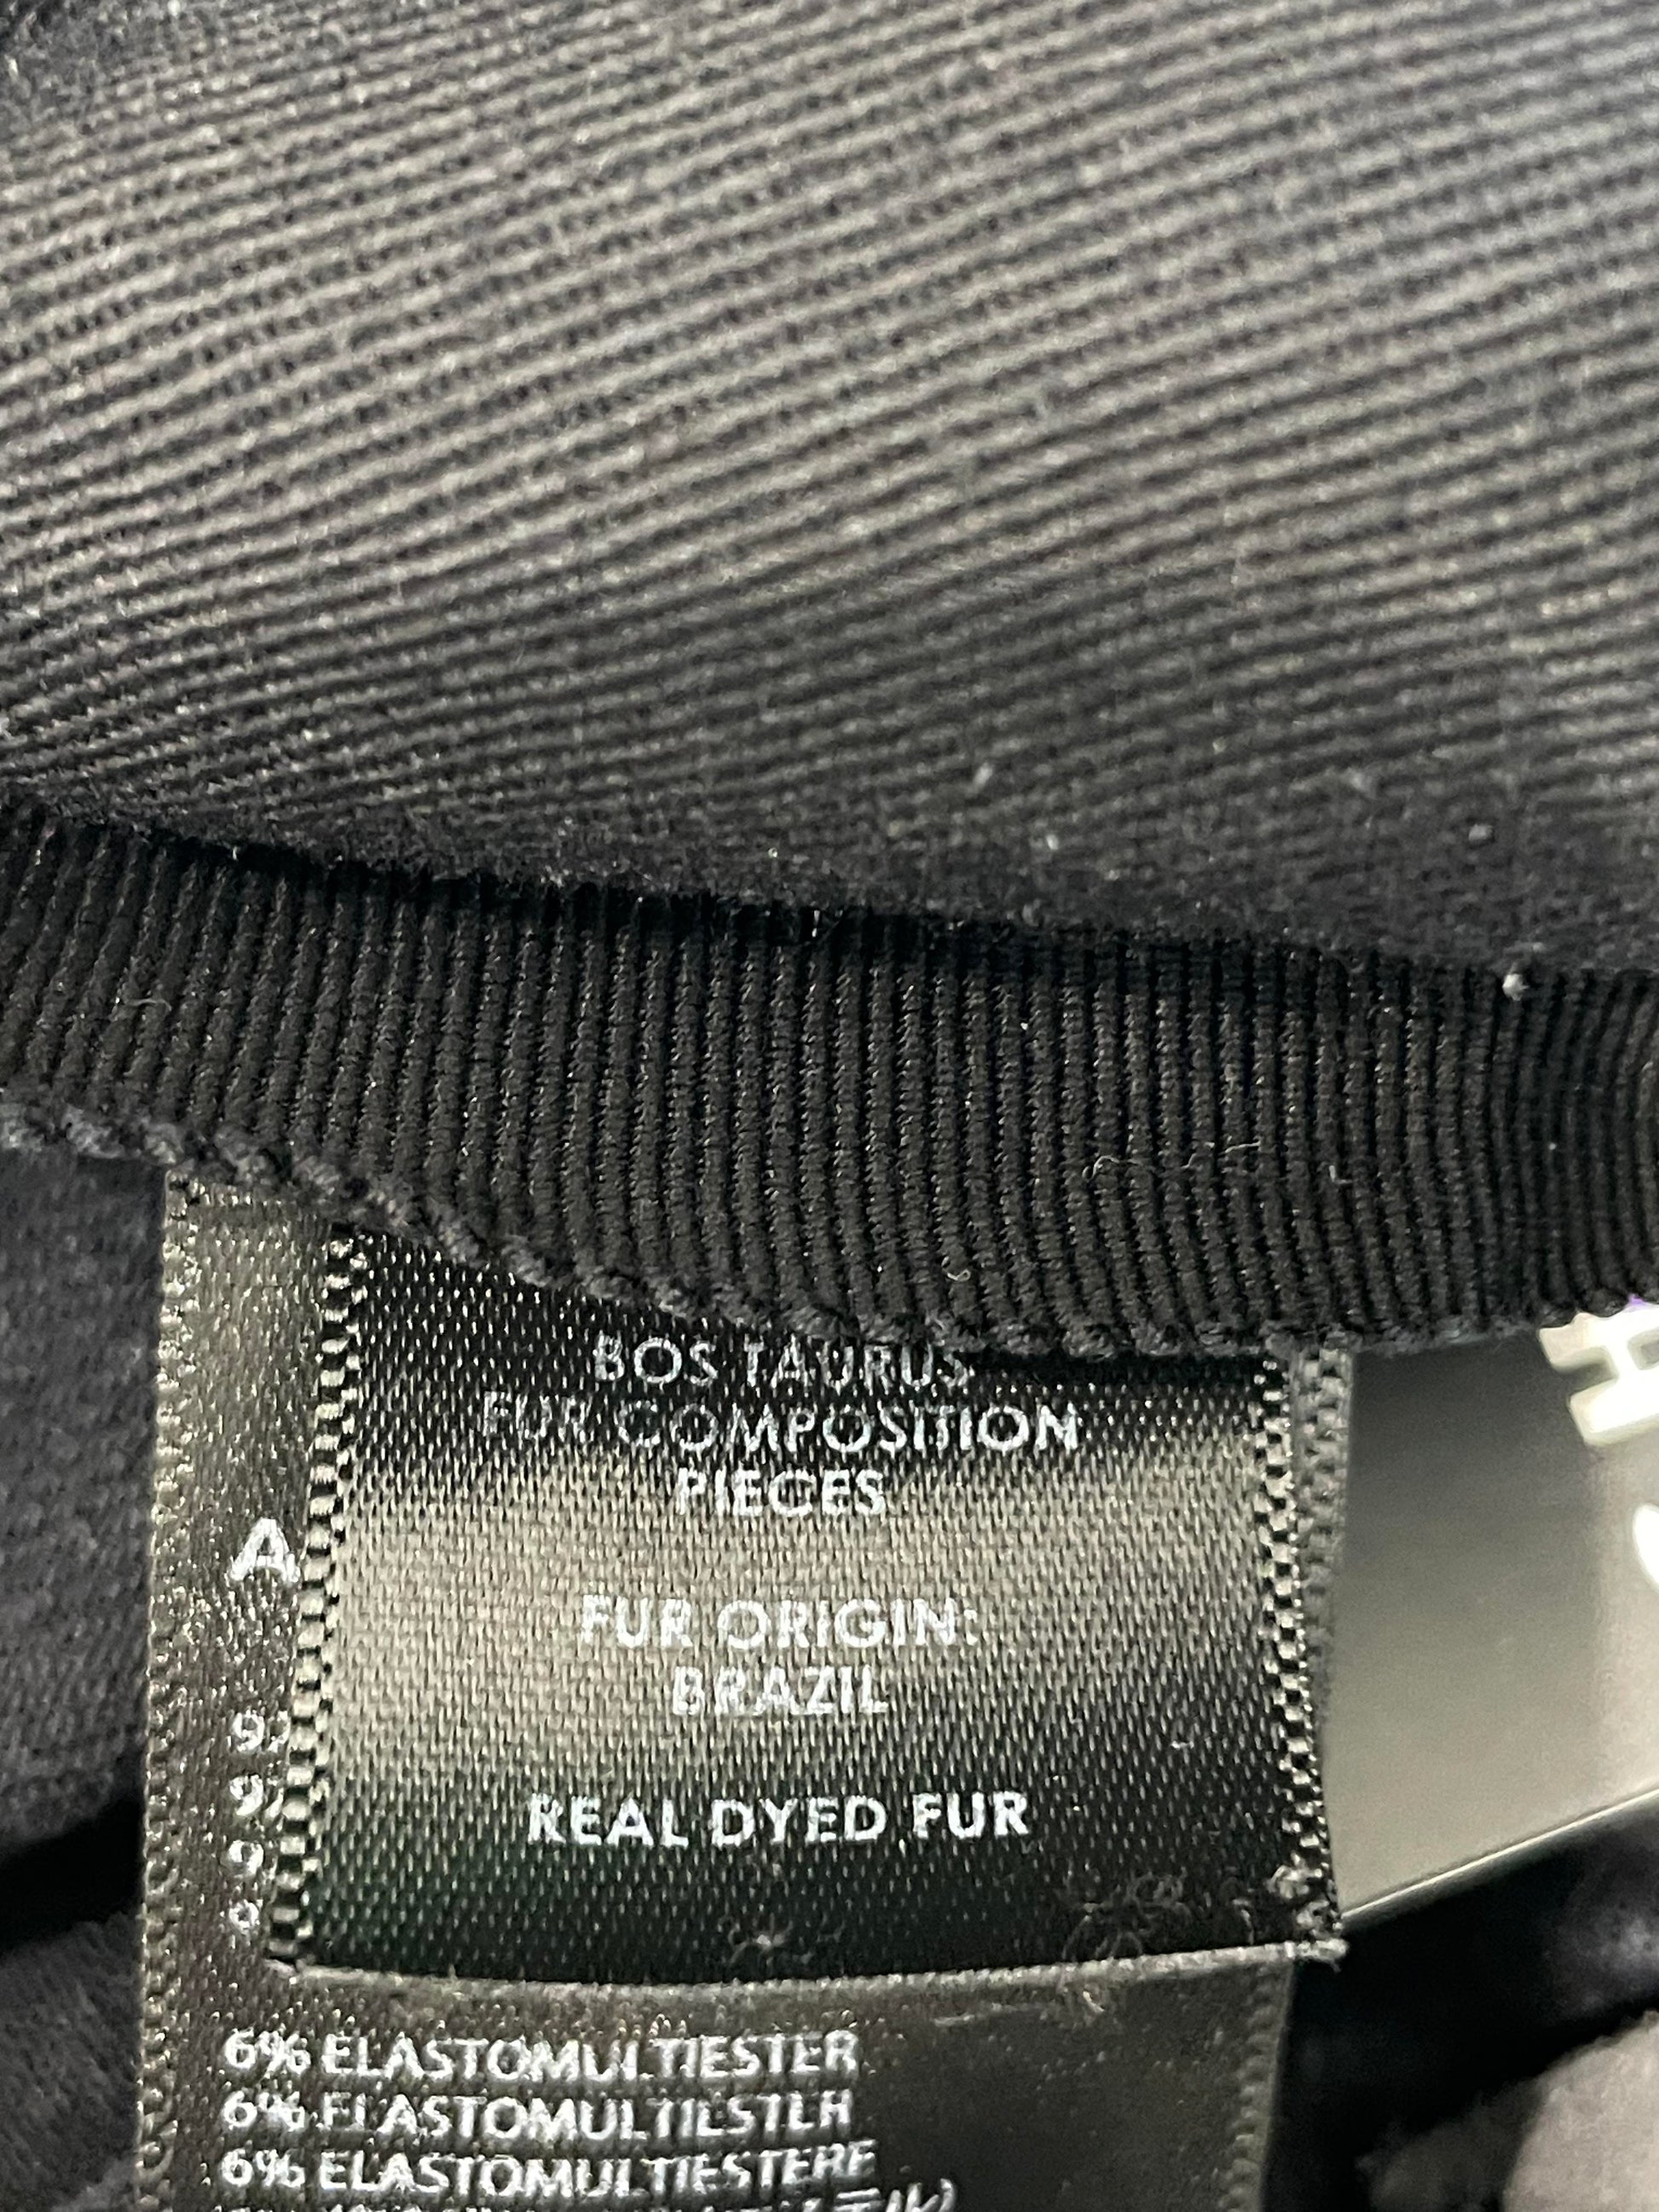 BOS TAURUS
FUR COMPOSITION
PIECES
FUR ORIGIN:
BRAZIL
REAL DYED FUR
A
6% ELASTOMULTIESTER
6% ELASTOMULTIESTER
6% ELASTOMULTIESTERE